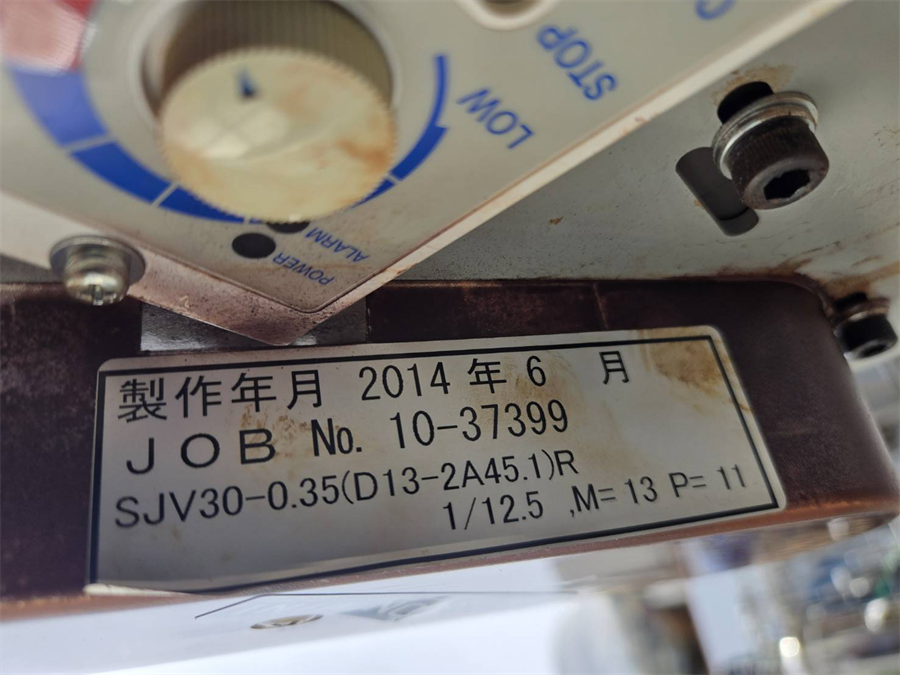 STOP
LOW
ALARM
POWER
製作年月 2014 年 6 月
JOB No. 10-37399
SJV30-0.35(D13-2A45.1)R
1/12.5 ,M= 13 P= 11